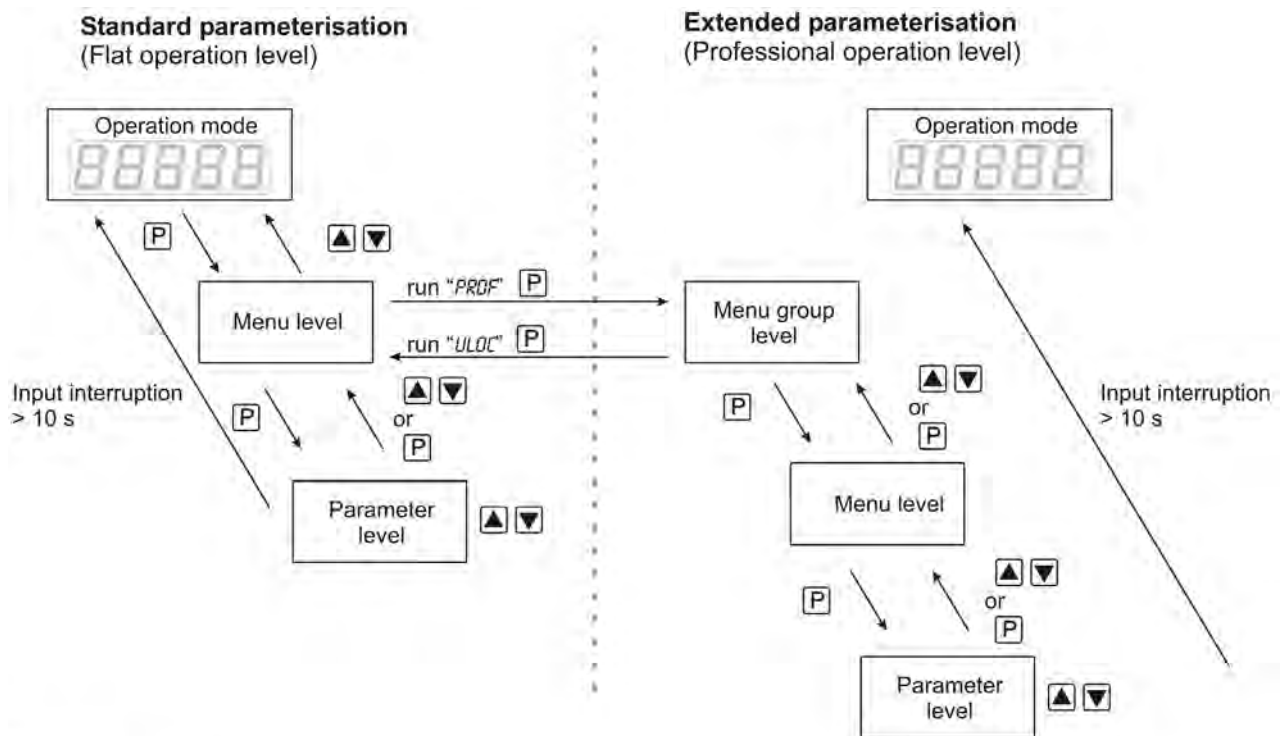 Standard parameterisation
(Flat operation level)
Operation mode
88888
P
▲ ▼
Menu level
Input interruption
> 10 s
P
▲ ▼
or
P
Parameter
level
▲ ▼
run "PROF" P
run "ULOC" P
Extended parameterisation
(Professional operation level)
Operation mode
88888
Menu group
level
P
▲ ▼
or
P
Input interruption
> 10 s
Menu level
P
▲ ▼
or
P
Parameter
level
▲ ▼